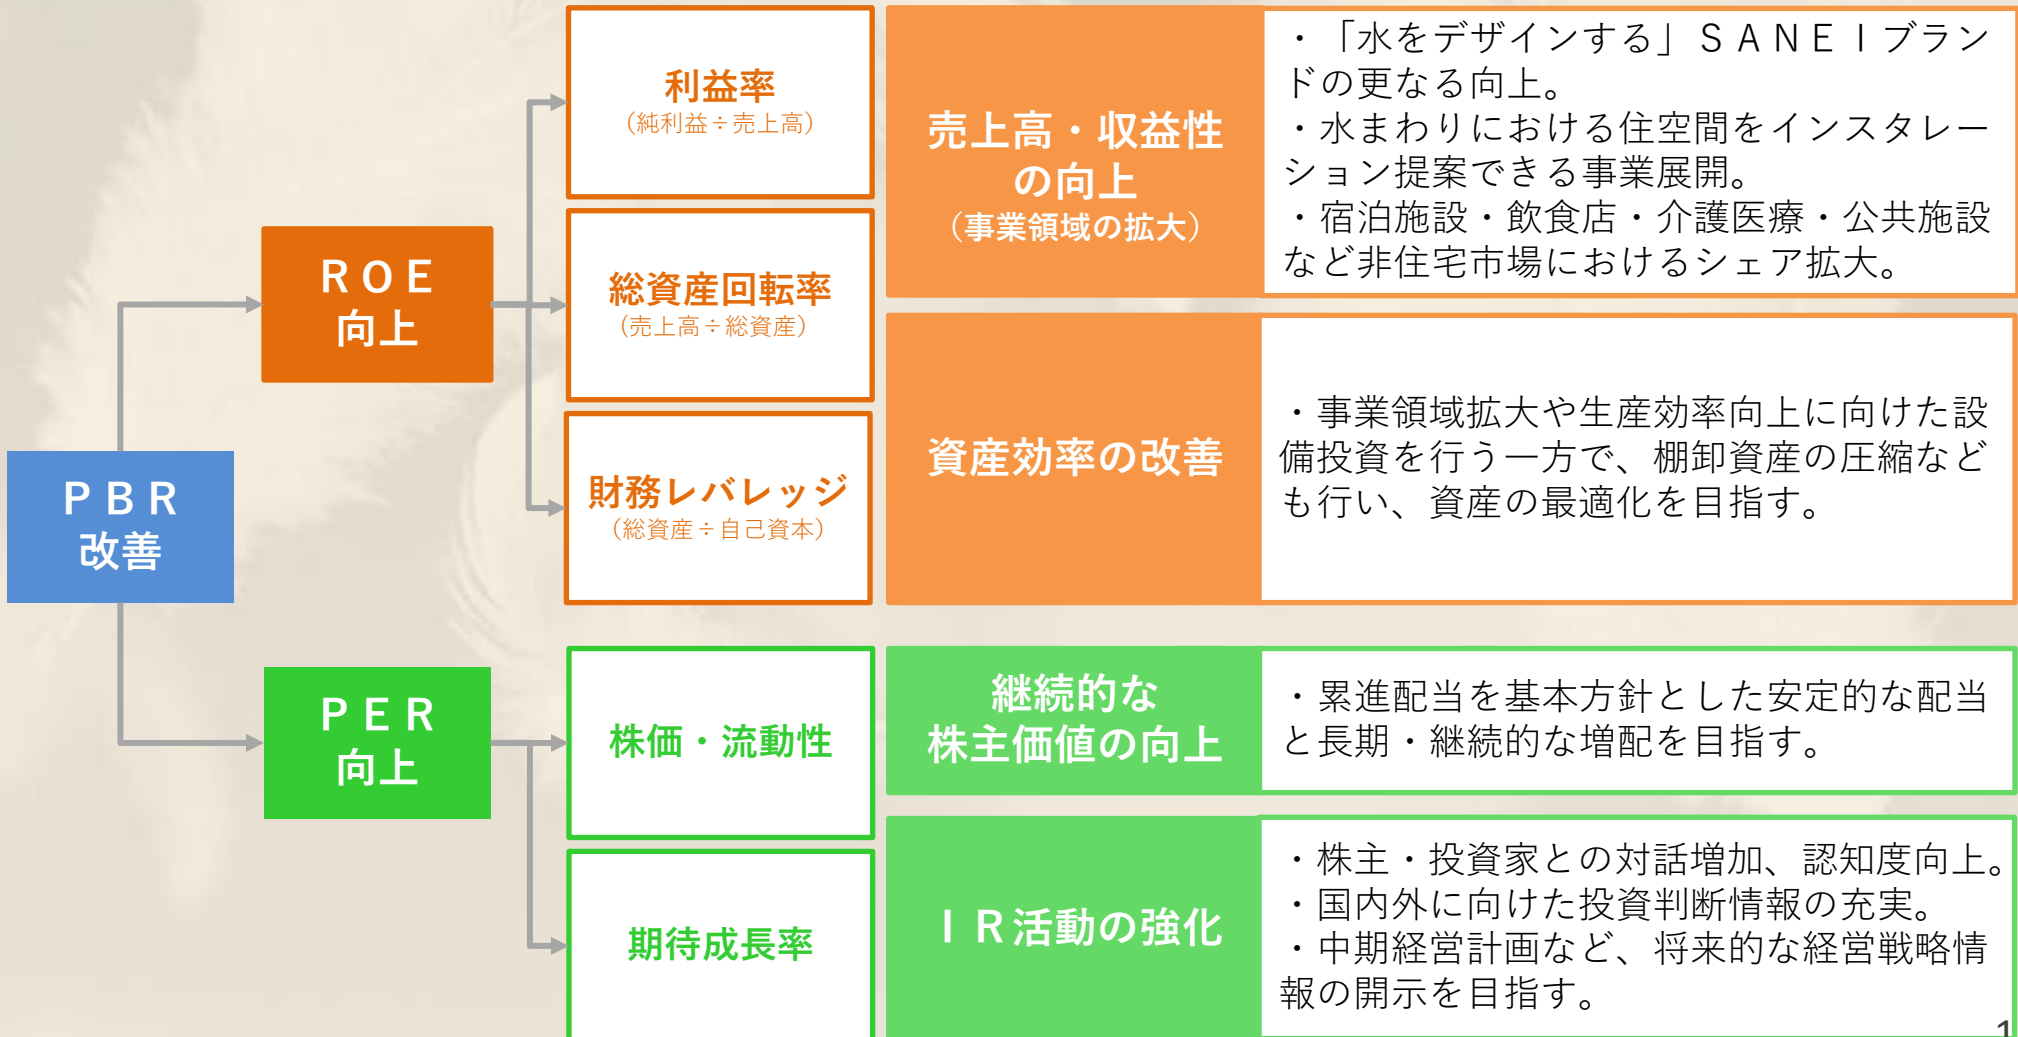 PBR
改善
ROE
向上
PER
向上
利益率
（純利益÷売上高）
総資産回転率
（売上高÷総資産）
財務レバレッジ
（総資産÷自己資本）
株価・流動性
期待成長率
売上高・収益性
の向上
（事業領域の拡大）
・「水をデザインする」ＳＡＮＥＩブラン
ドの更なる向上。
・水まわりにおける住空間をインスタレー
ション提案できる事業展開。
・宿泊施設・飲食店・介護医療・公共施設
など非住宅市場におけるシェア拡大。
資産効率の改善
・事業領域拡大や生産効率向上に向けた設
備投資を行う一方で、棚卸資産の圧縮など
も行い、資産の最適化を目指す。
継続的な
株主価値の向上
・累進配当を基本方針とした安定的な配当
と長期・継続的な増配を目指す。
ＩＲ活動の強化
・株主・投資家との対話増加、認知度向上。
・国内外に向けた投資判断情報の充実。
・中期経営計画など、将来的な経営戦略情
報の開示を目指す。
1